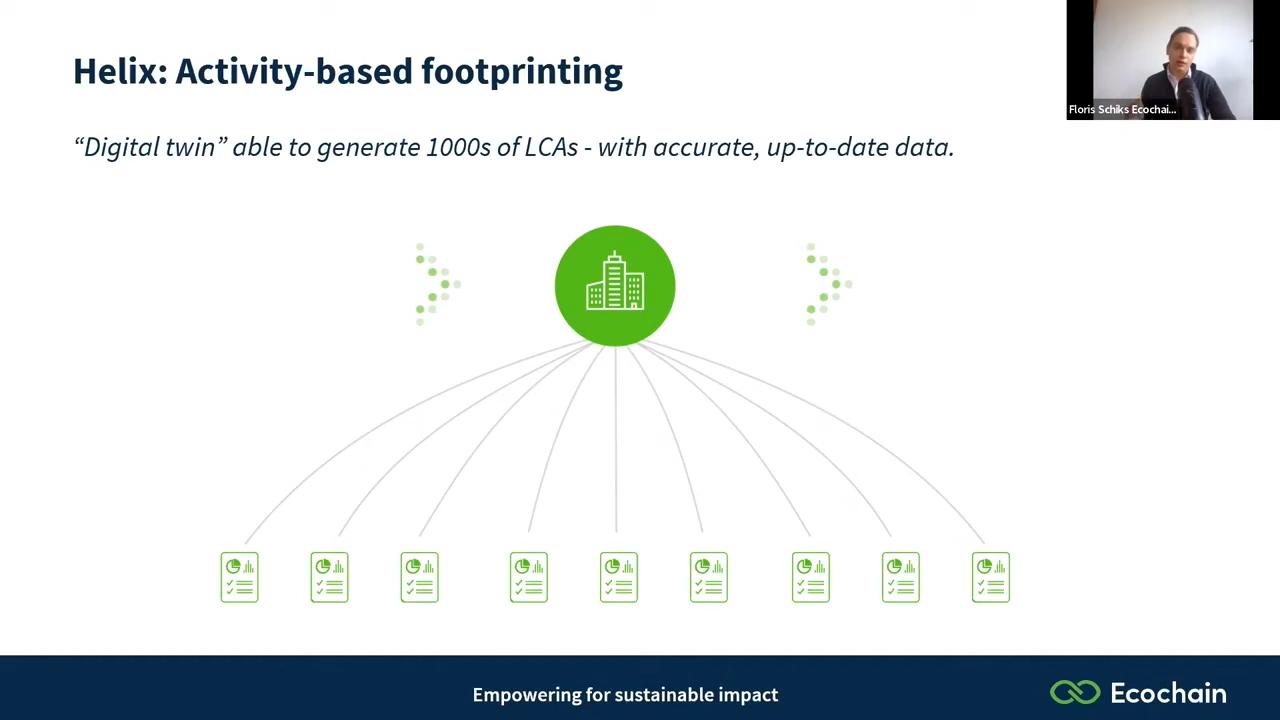 Helix: Activity-based footprinting
“Digital twin” able to generate 1000s of LCAs - with accurate, up-to-date data.
Floris Schiks Ecochai...
Empowering for sustainable impact
Ecochain